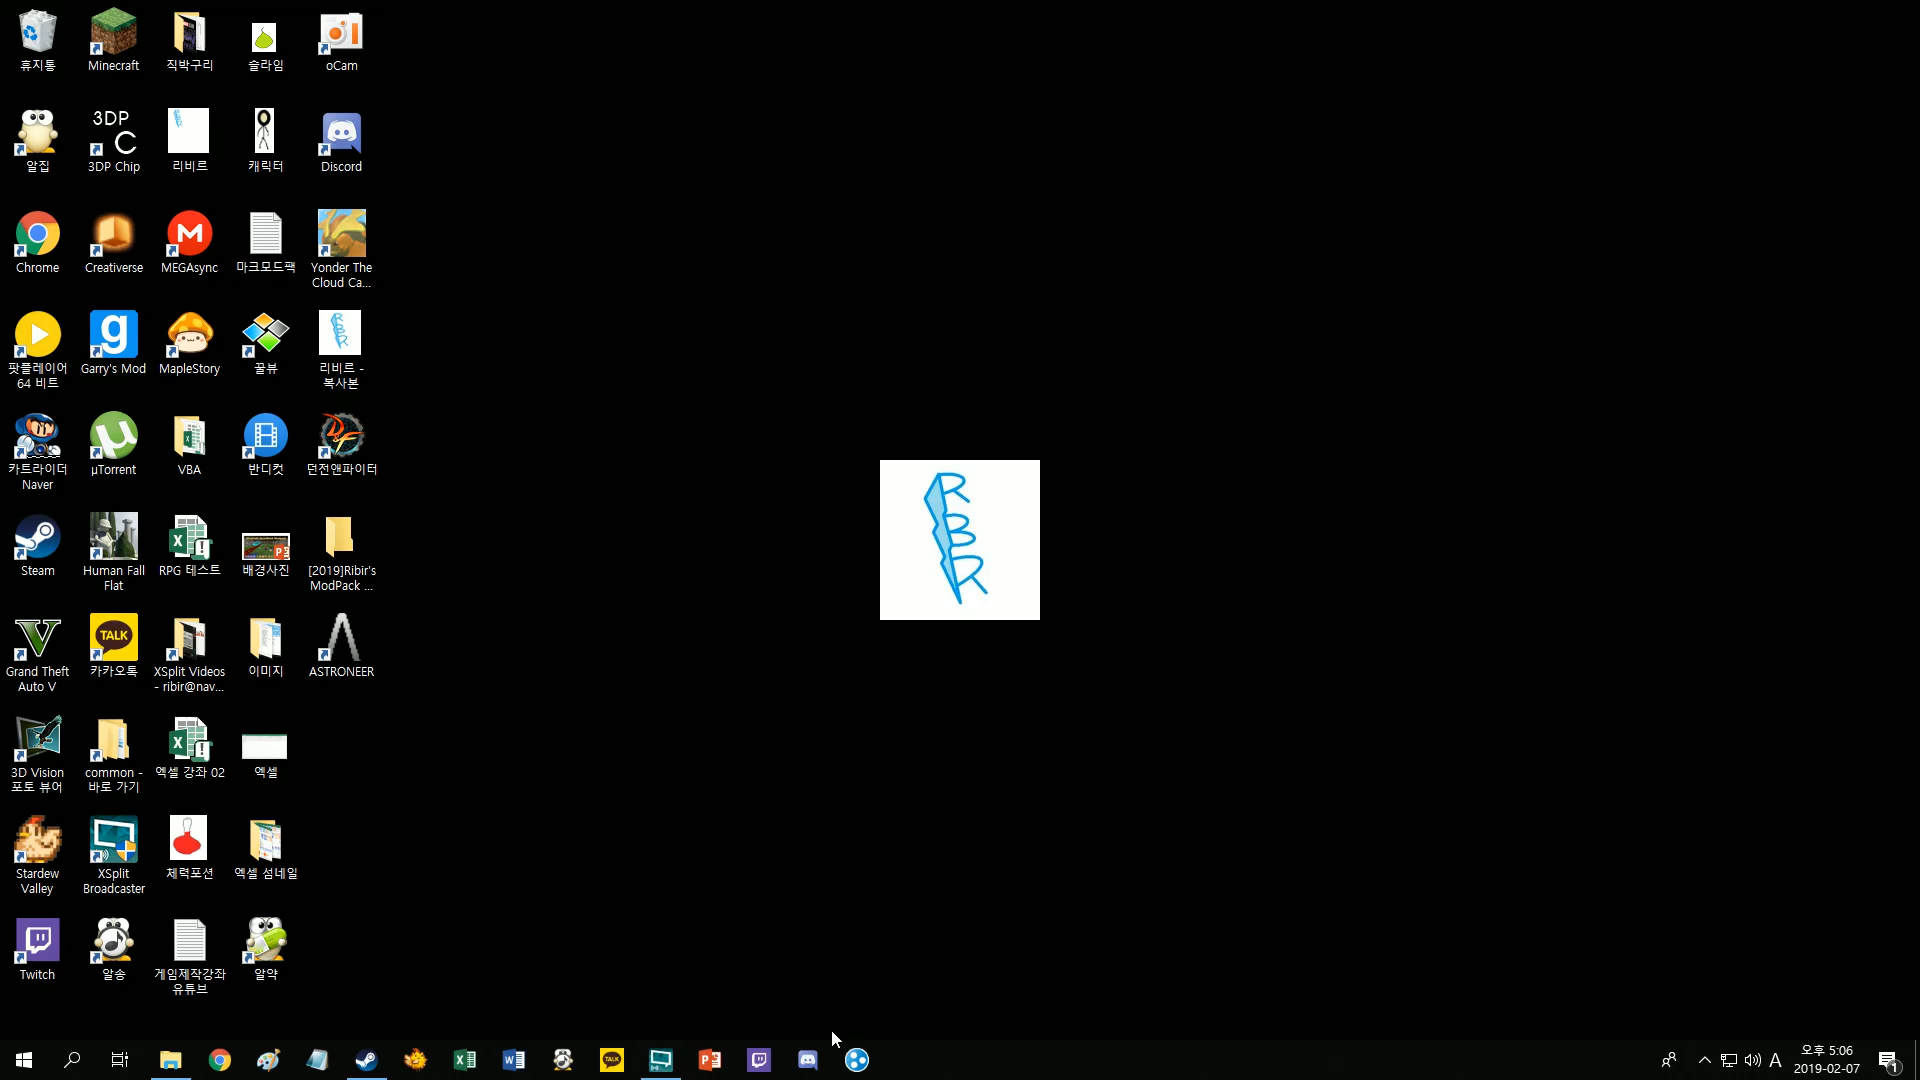 휴지통
Minecraft
직박구리
슬라임
oCam
알집
3DP
C
3DP Chip
리비르
캐릭터
Discord
Chrome
Creativerse
MEGAsync
마크모드팩
Yonder The
Cloud Ca...
팟플레이어
64 비트
Garry's Mod
MapleStory
꿀뷰
리비르 -
복사본
카트라이더
Naver
µTorrent
VBA
반디컷
던전앤파이터
Steam
Human Fall
Flat
RPG 테스트
배경사진
[2019]Ribir's
ModPack ...
Grand Theft
Auto V
TALK
카카오톡
XSplit Videos
- ribir@nav...
이미지
ASTRONEER
3D Vision
포토 뷰어
common -
바로 가기
엑셀 강좌 02
엑셀
Stardew
Valley
XSplit
Broadcaster
체력포션
엑셀 섬네일
Twitch
알송
게임제작강좌
유튜브
알약
R
B
R
TALK
A
오후 5:06
2019-02-07
1